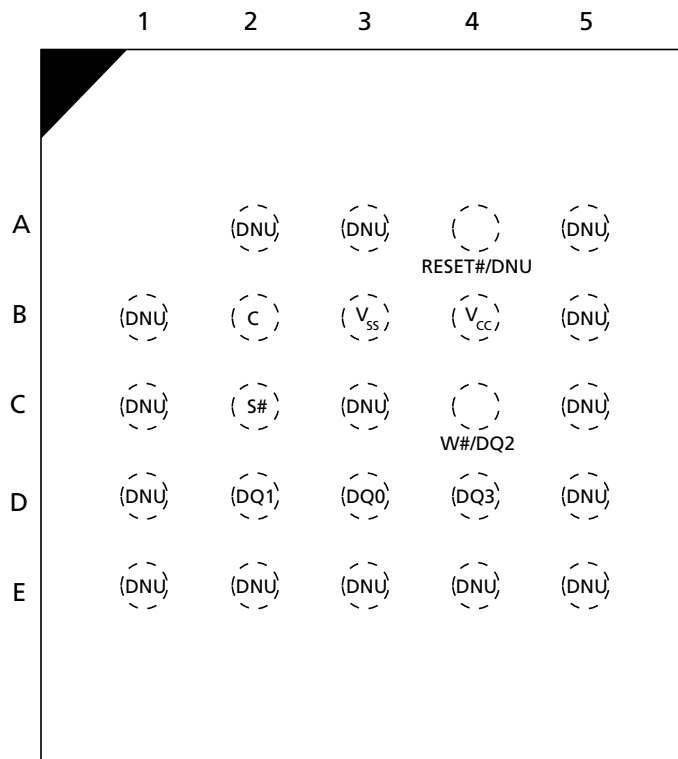 1 2 3 4 5
A DNU DNU DNU
RESET#/DNU
B DNU C VSS VCC DNU
C DNU S# DNU DNU
W#/DQ2
D DNU DQ1 DQ0 DQ3 DNU
E DNU DNU DNU DNU DNU